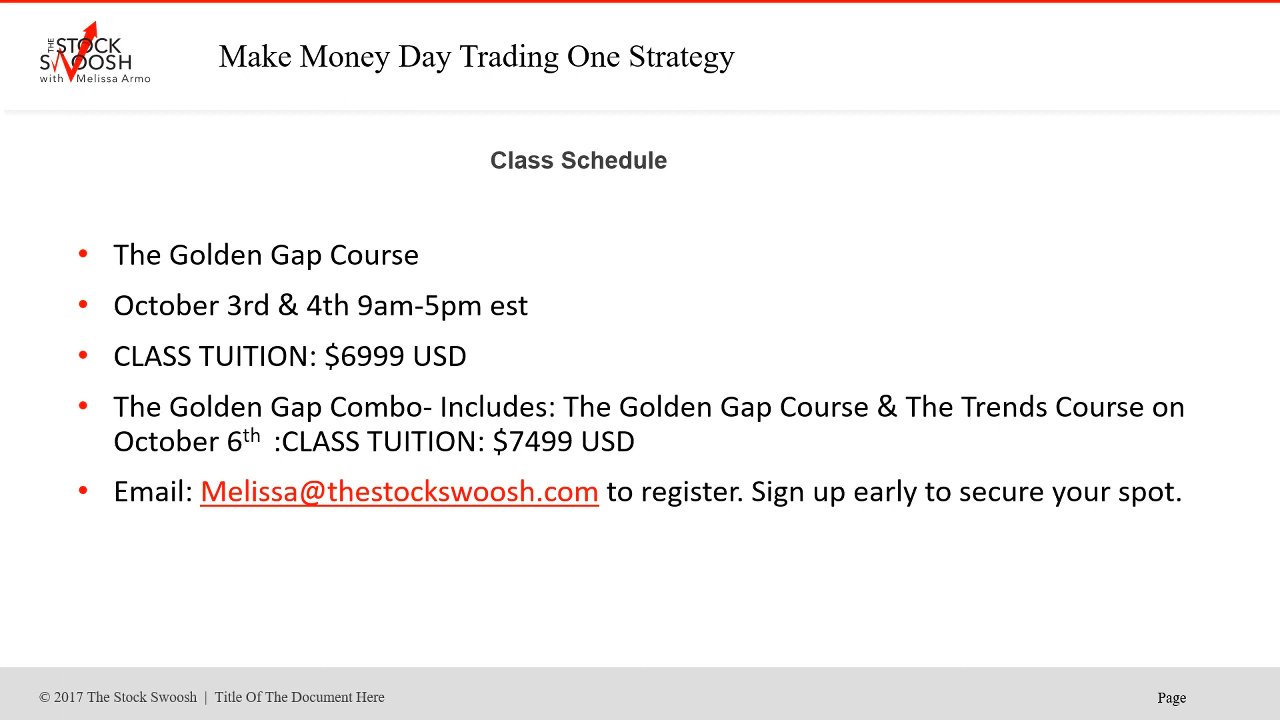 THE STOCK
SWOOSH
with Melissa Armo
Make Money Day Trading One Strategy
Class Schedule
• The Golden Gap Course
• October 3rd & 4th 9am-5pm est
• CLASS TUITION: $6999 USD
• The Golden Gap Combo- Includes: The Golden Gap Course & The Trends Course on
October 6th :CLASS TUITION: $7499 USD
• Email: Melissa@thestockswoosh.com to register. Sign up early to secure your spot.
© 2017 The Stock Swoosh | Title Of The Document Here
Page